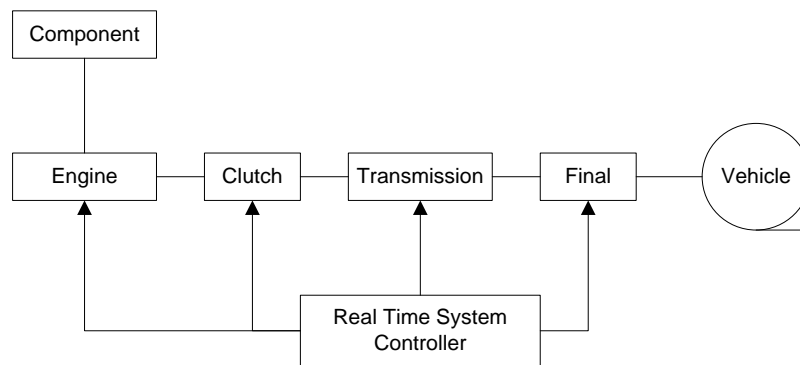 Component
Engine
Clutch
Transmission
Final
Vehicle
Real Time System
Controller